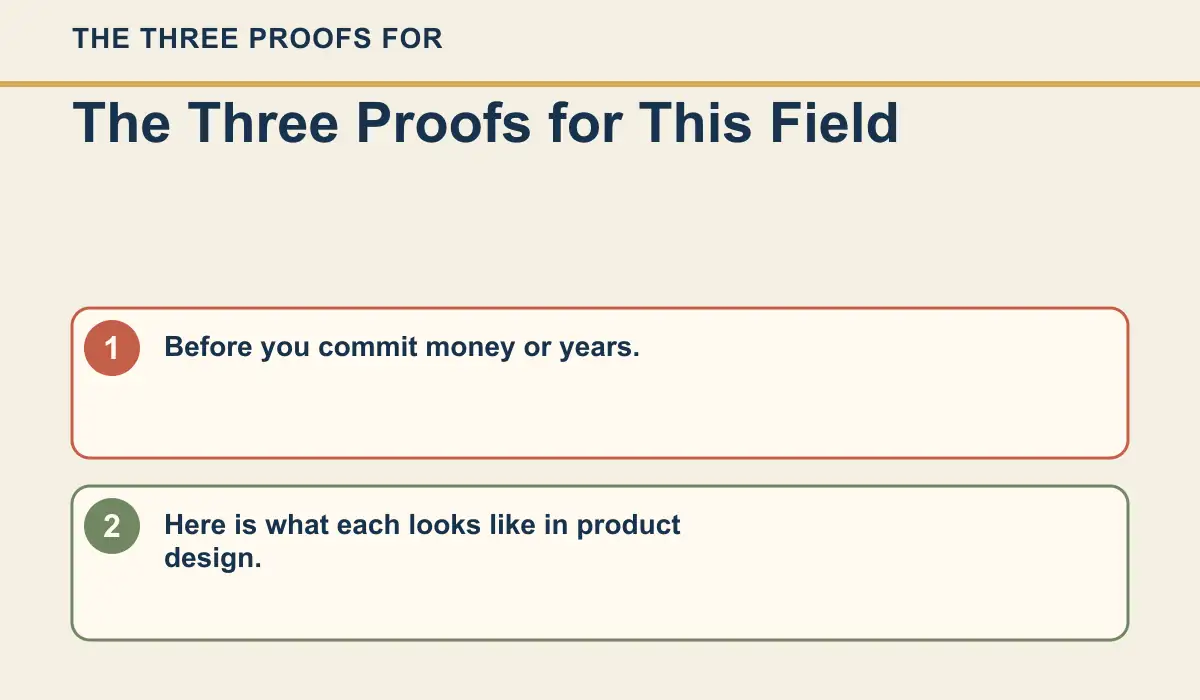 THE THREE PROOFS FOR
The Three Proofs for This Field
1
Before you commit money or years.
2
Here is what each looks like in product
design.